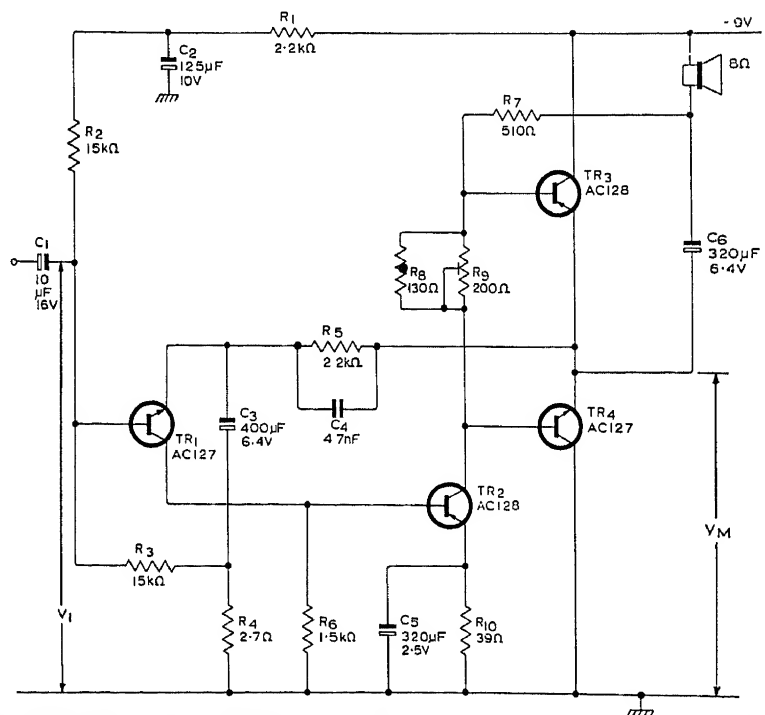 R1
2.2kΩ
-9V
C2
125µF
10V
8Ω
R7
510Ω
R2
15kΩ
TR3
AC128
C1
10
µF
16V
C6
320µF
6.4V
R8
130Ω
R9
200Ω
R5
2.2kΩ
C3
400µF
6.4V
C4
47nF
TR1
AC127
TR4
AC127
TR2
AC128
VM
R3
15kΩ
V1
R4
2.7Ω
R6
1.5kΩ
C5
320µF
2.5V
R10
39Ω